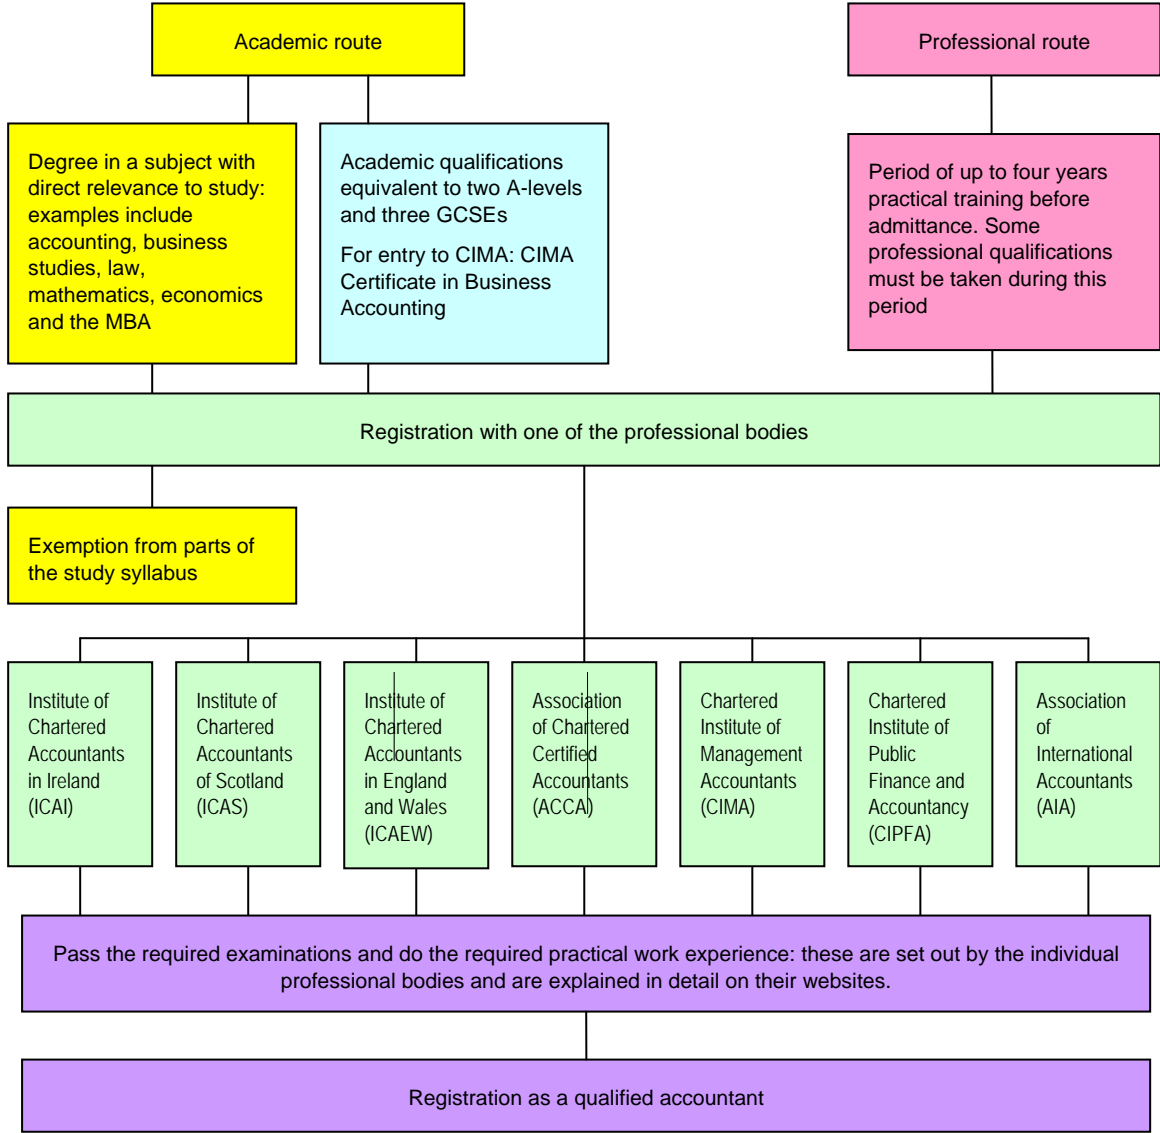 Academic route
Professional route
Degree in a subject with
direct relevance to study:
examples include
accounting, business
studies, law,
mathematics, economics
and the MBA
Academic qualifications
equivalent to two A-levels
and three GCSEs
For entry to CIMA: CIMA
Certificate in Business
Accounting
Period of up to four years
practical training before
admittance. Some
professional qualifications
must be taken during this
period
Registration with one of the professional bodies
Exemption from parts of
the study syllabus
Institute of
Chartered
Accountants
in Ireland
(ICAI)
Institute of
Chartered
Accountants
of Scotland
(ICAS)
Institute of
Chartered
Accountants
in England
and Wales
(ICAEW)
Association
of Chartered
Certified
Accountants
(ACCA)
Chartered
Institute of
Management
Accountants
(CIMA)
Chartered
Institute of
Public
Finance and
Accountancy
(CIPFA)
Association
of
International
Accountants
(AIA)
Pass the required examinations and do the required practical work experience: these are set out by the individual
professional bodies and are explained in detail on their websites.
Registration as a qualified accountant